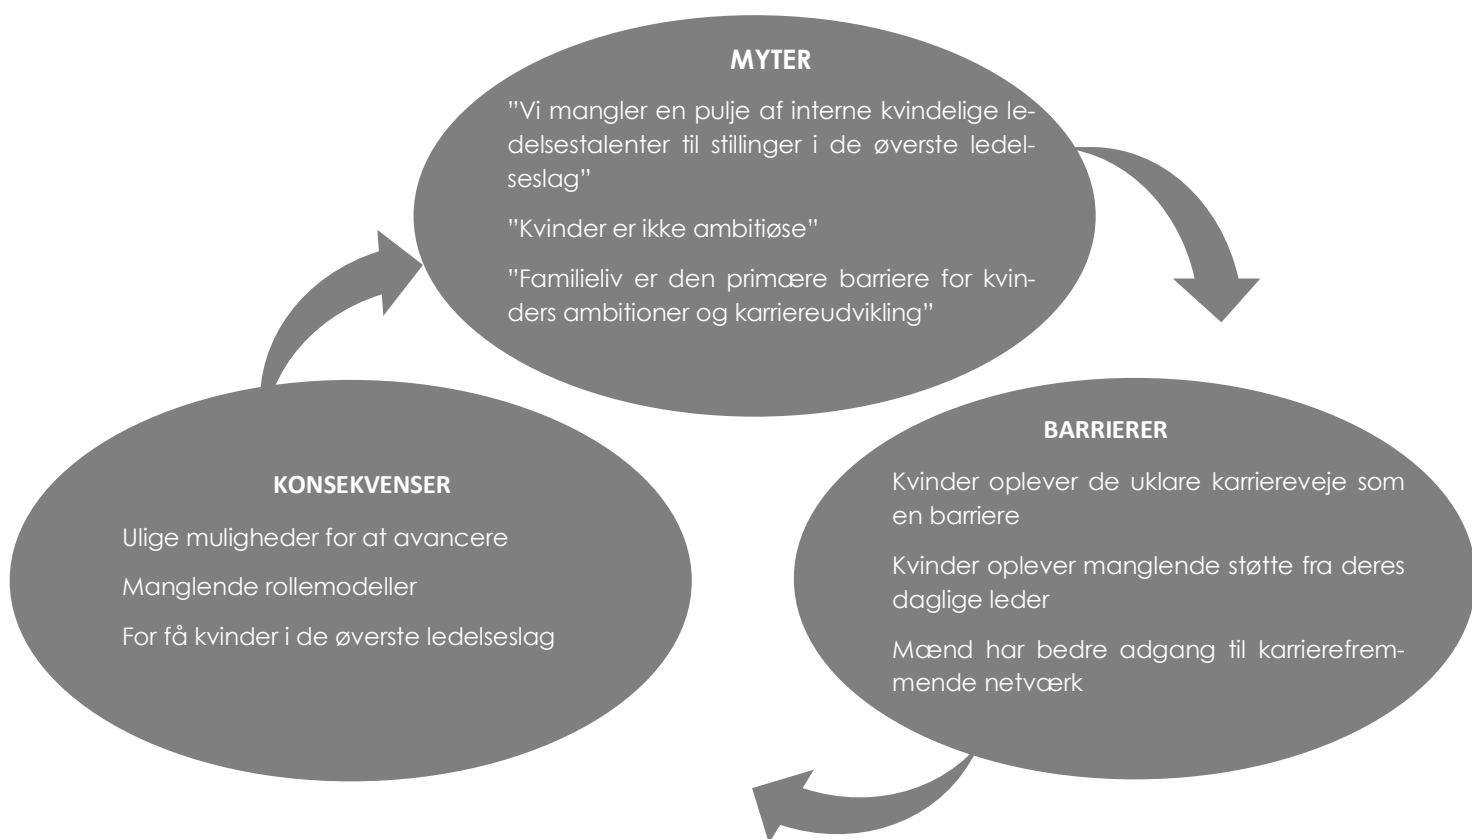 MYTER
”Vi mangler en pulje af interne kvindelige le-
delsestalenter til stillinger i de øverste ledel-
seslag”
”Kvinder er ikke ambitiøse”
”Familieliv er den primære barriere for kvin-
ders ambitioner og karriereudvikling”
BARRIERER
Kvinder oplever de uklare karriereveje som
en barriere
Kvinder oplever manglende støtte fra deres
daglige leder
Mænd har bedre adgang til karrierefrem-
mende netværk
KONSEKVENSER
Ulige muligheder for at avancere
Manglende rollemodeller
For få kvinder i de øverste ledelseslag